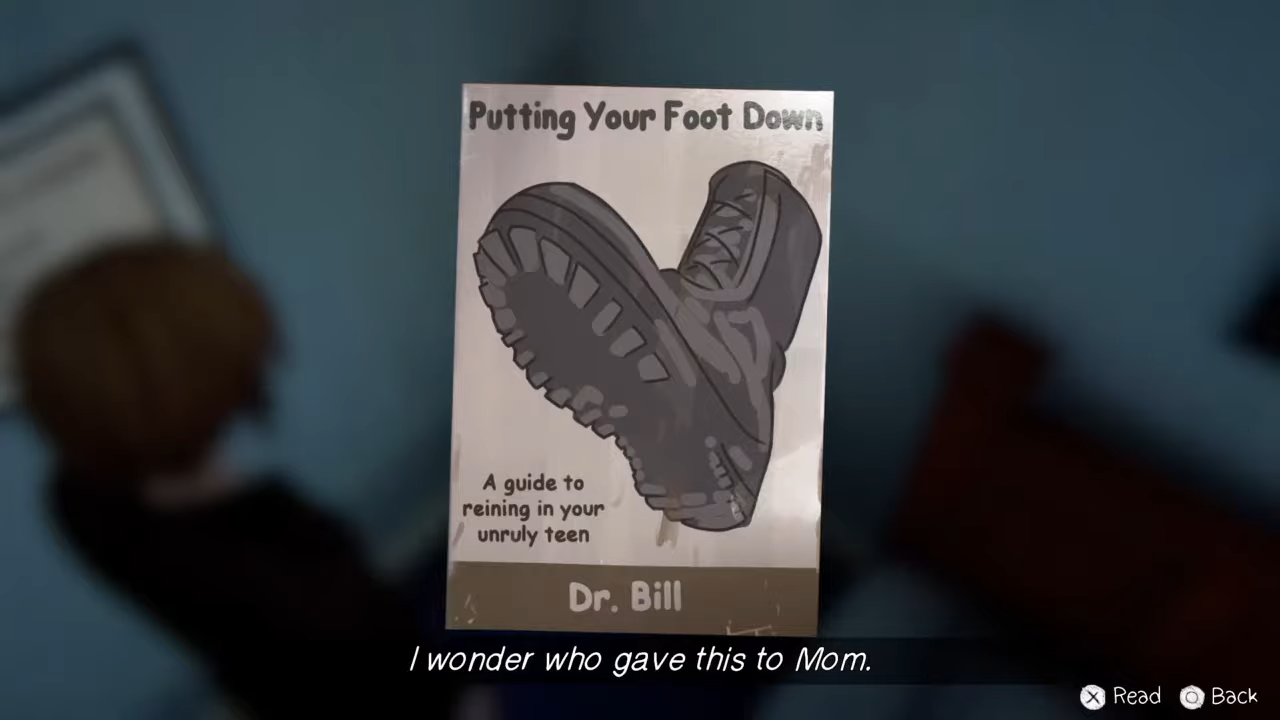 Putting Your Foot Down
A guide to
reining in your
unruly teen
Dr. Bill
I wonder who gave this to Mom.
Read
Back